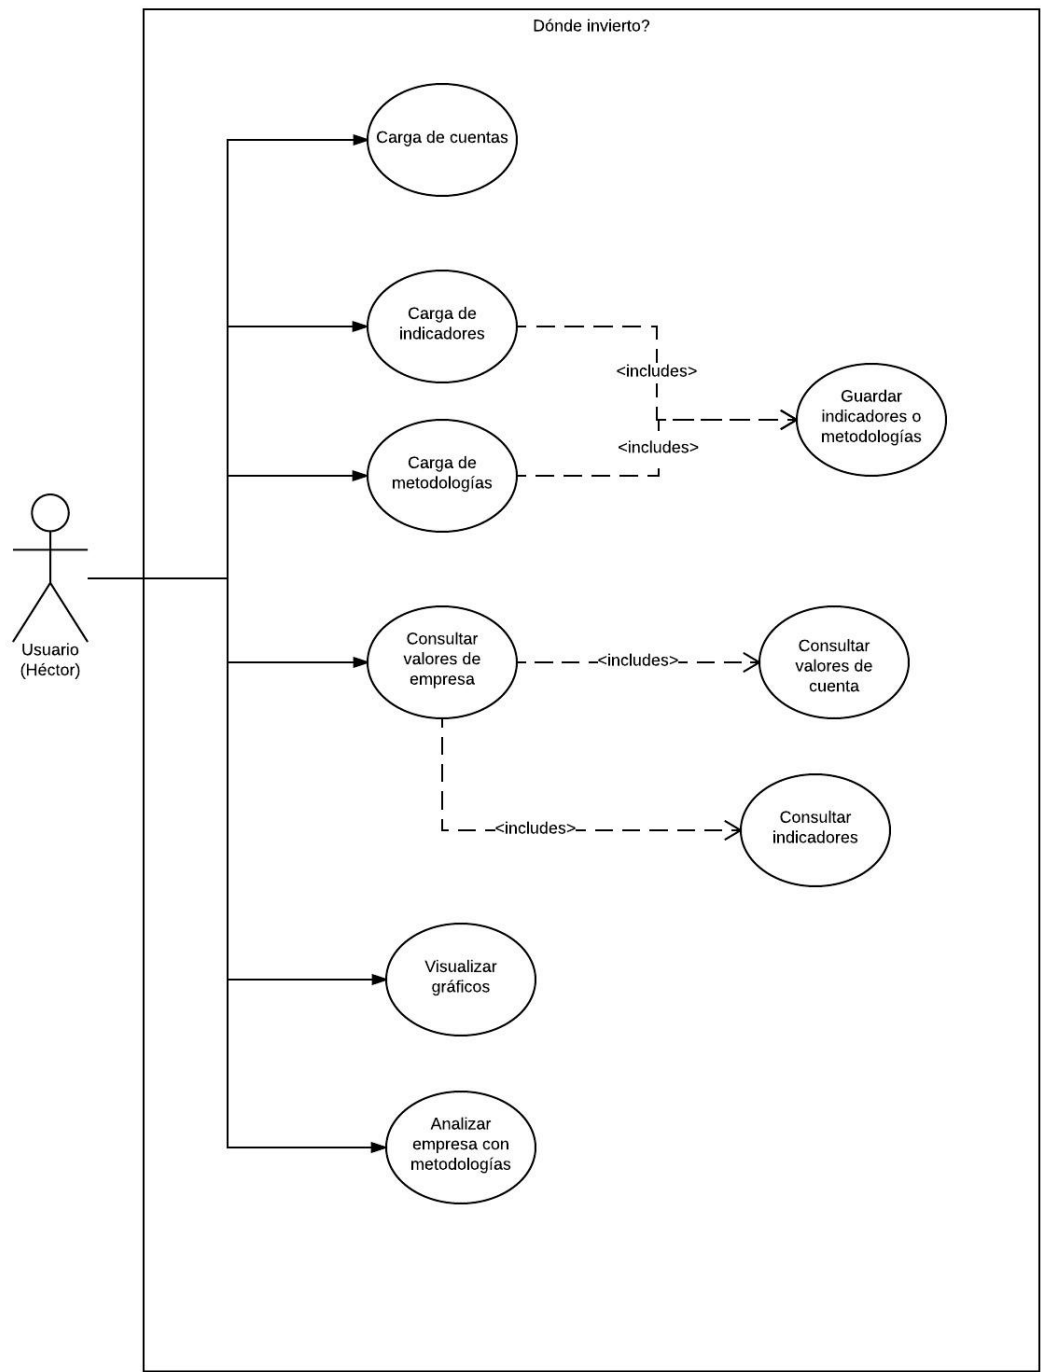 Dónde invierto?
Carga de cuentas
Carga de
indicadores
<includes>
Guardar
indicadores o
metodologías
<includes>
Carga de
metodologías
Usuario
(Héctor)
Consultar
valores de
empresa
<includes>
Consultar
valores de
cuenta
<includes>
Consultar
indicadores
Visualizar
gráficos
Analizar
empresa con
metodologías